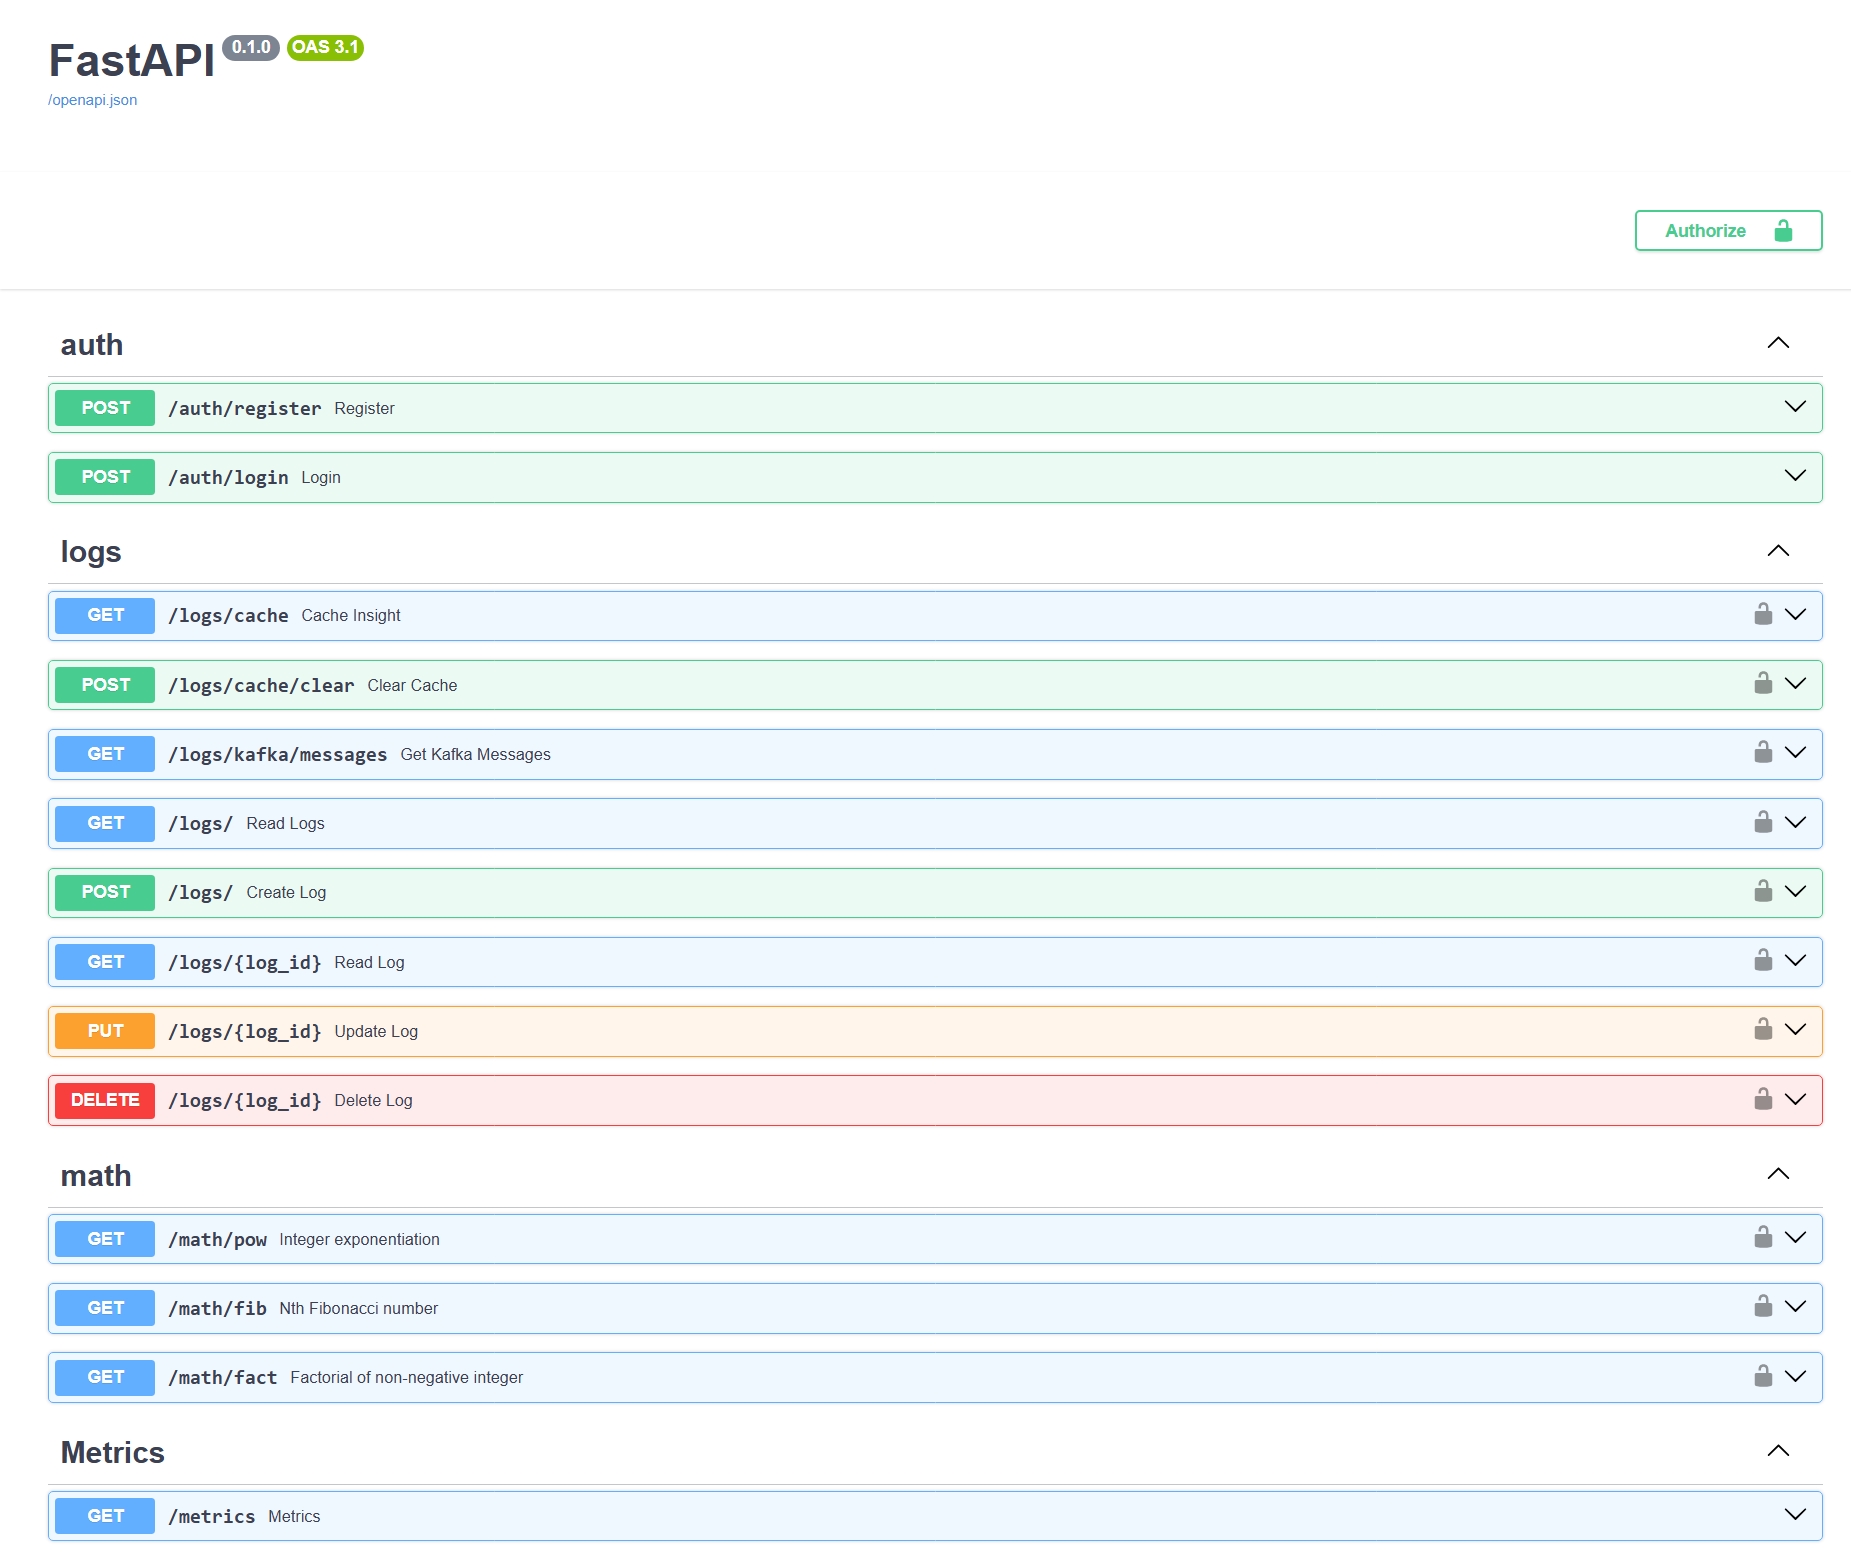 FastAPI 0.1.0 OAS 3.1
/openapi.json
Authorize
auth
POST /auth/register Register
POST /auth/login Login
logs
GET /logs/cache Cache Insight
POST /logs/cache/clear Clear Cache
GET /logs/kafka/messages Get Kafka Messages
GET /logs/ Read Logs
POST /logs/ Create Log
GET /logs/{log_id} Read Log
PUT /logs/{log_id} Update Log
DELETE /logs/{log_id} Delete Log
math
GET /math/pow Integer exponentiation
GET /math/fib Nth Fibonacci number
GET /math/fact Factorial of non-negative integer
Metrics
GET /metrics Metrics